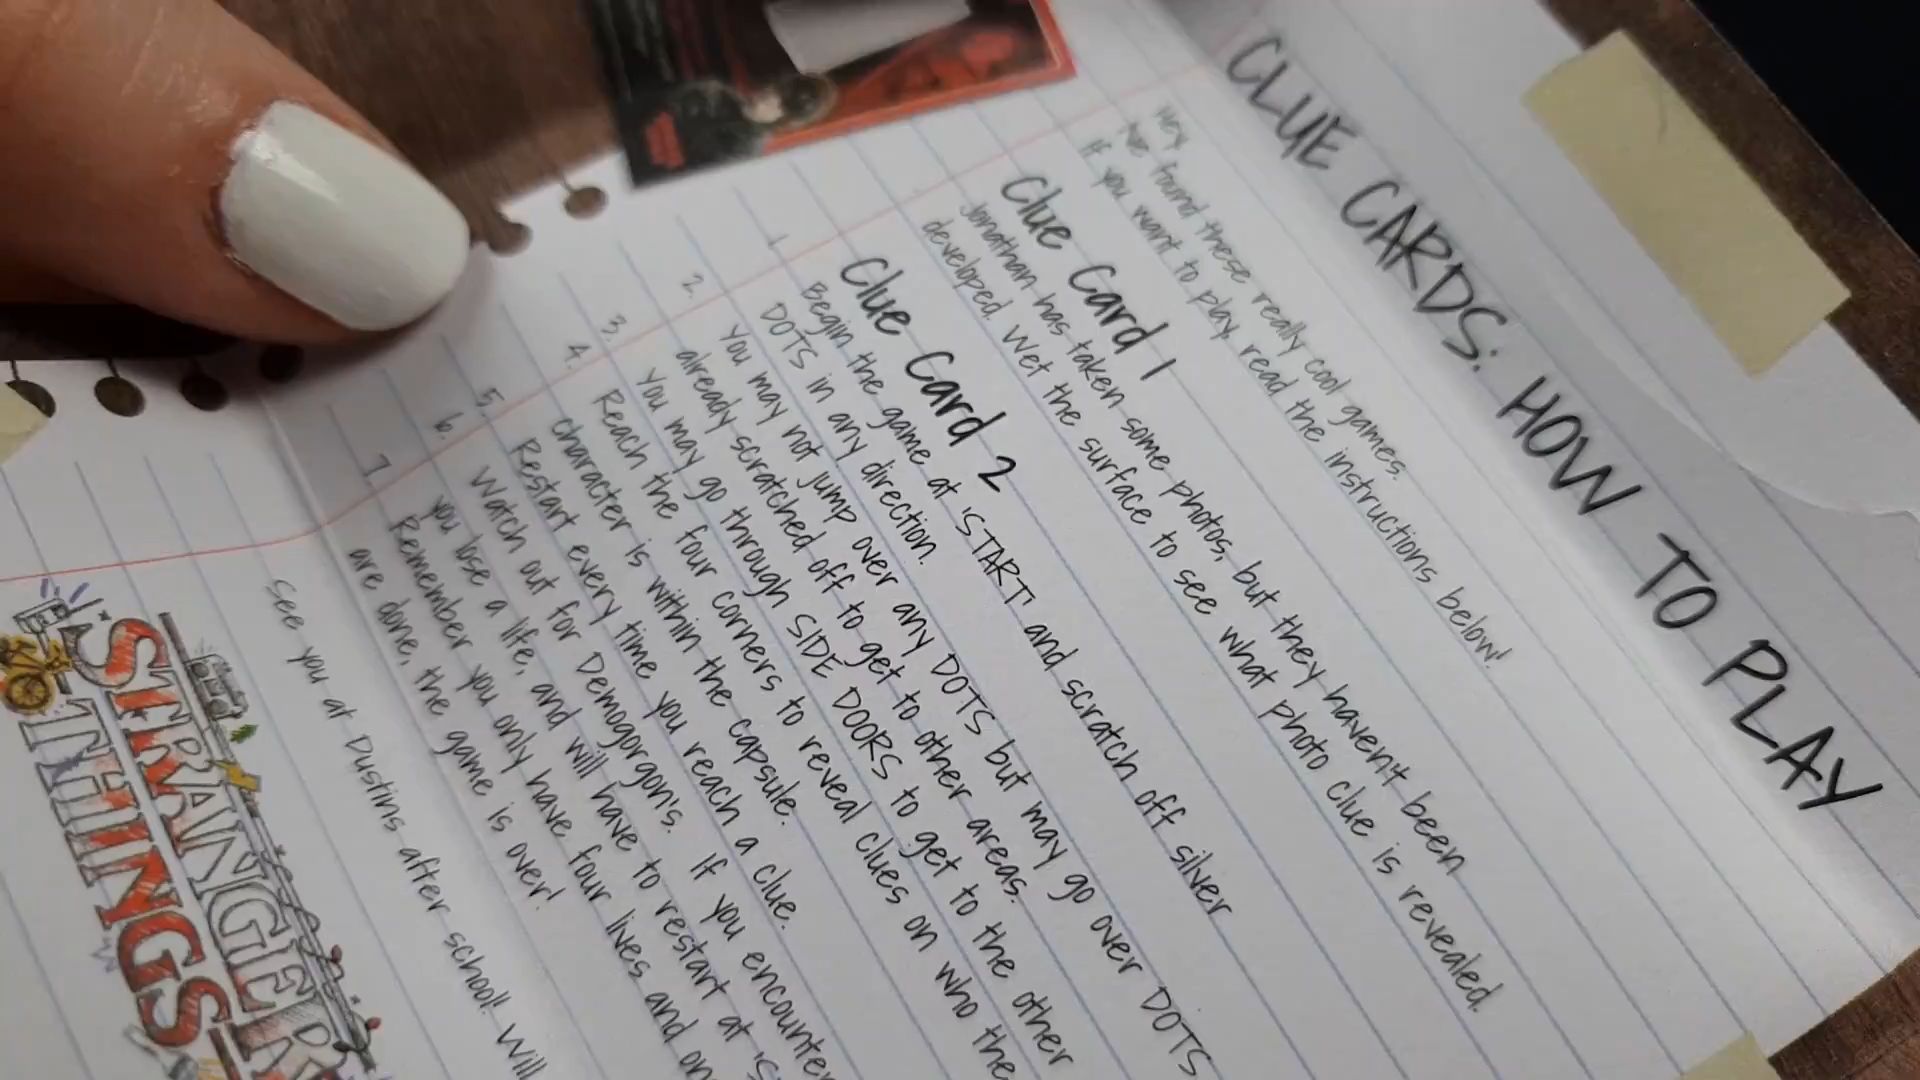 CLUE CARDS: HOW TO PLAY
Hey,
We found these really cool games.
If you want to play, read the instructions below!
Clue Card 1
Jonathan has taken some photos, but they haven't been
developed. Wet the surface to see what photo clue is revealed.
Clue Card 2
1. Begin the game at 'START' and scratch off silver
DOTS in any direction.
2. You may not jump over any DOTS but may go over DOTS
already scratched off to get to other areas.
3. You may go through SIDE DOORS to get to the other
4. Reach the four corners to reveal clues on who the
character is within the capsule.
5. Restart every time you reach a clue.
6. Watch out for Demogorgon's. If you encounter
you lose a life, and will have to restart at
7. Remember you only have four lives and
are done, the game is over!
See you at Dustins after school! Will
STRANGER
THINGS